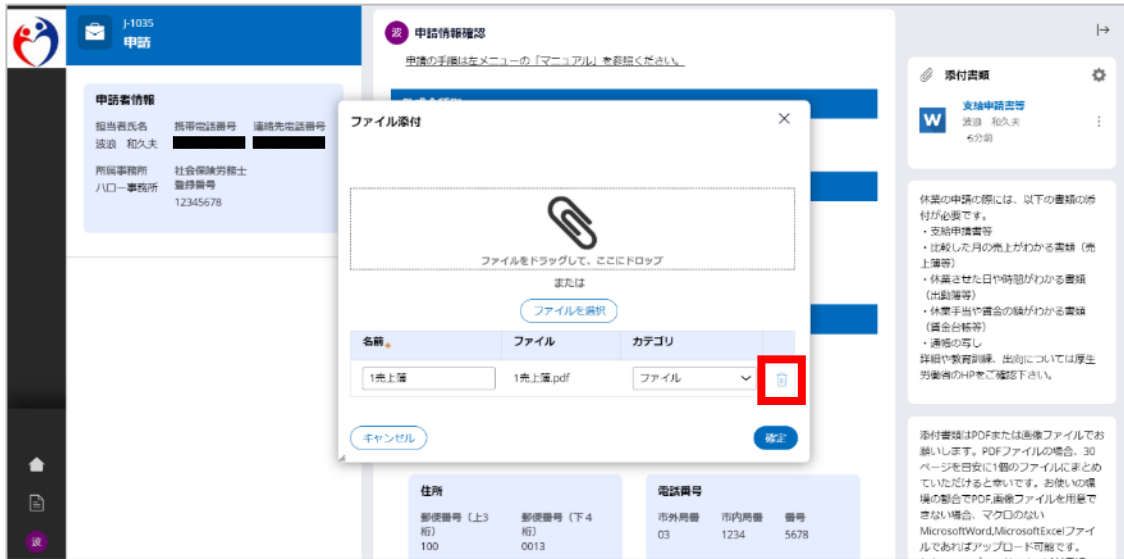 J-1035
申請
申請者情報
担当者氏名 携帯電話番号 連絡先電話番号
波浪 和久夫
所属事務所 社会保険労務士
ハロー事務所 登録番号
12345678
波 申請情報確認
申請の手順は左メニューの「マニュアル」を参照ください。
ファイル添付
ファイルをドラッグして、ここにドロップ
または
ファイルを選択
名前 ファイル カテゴリ
1売上簿 1売上簿.pdf ファイル
キャンセル 確定
住所
郵便番号（上3 郵便番号（下4
桁） 桁）
100 0013
電話番号
市外局番 市内局番 番号
03 1234 5678
添付書類
W 支給申請書等
波浪 和久夫
6分前
休業の申請の際には、以下の書類の添
付が必要です。
・支給申請書等
・比較した月の売上がわかる書類（売
上簿等）
・休業させた日や時間がわかる書類
（出勤簿等）
・休業手当や賃金の額がわかる書類
（賃金台帳等）
・通帳の写し
詳細や教育訓練、出向については厚生
労働省のHPをご確認下さい。
添付書類はPDFまたは画像ファイルでお
願いします。PDFファイルの場合、30
ページを目安に1個のファイルにまとめ
ていただけると幸いです。お使いの環
境の都合でPDF,画像ファイルを用意で
きない場合、マクロのない
MicrosoftWord,MicrosoftExcelファイ
ルであればアップロード可能です。
波